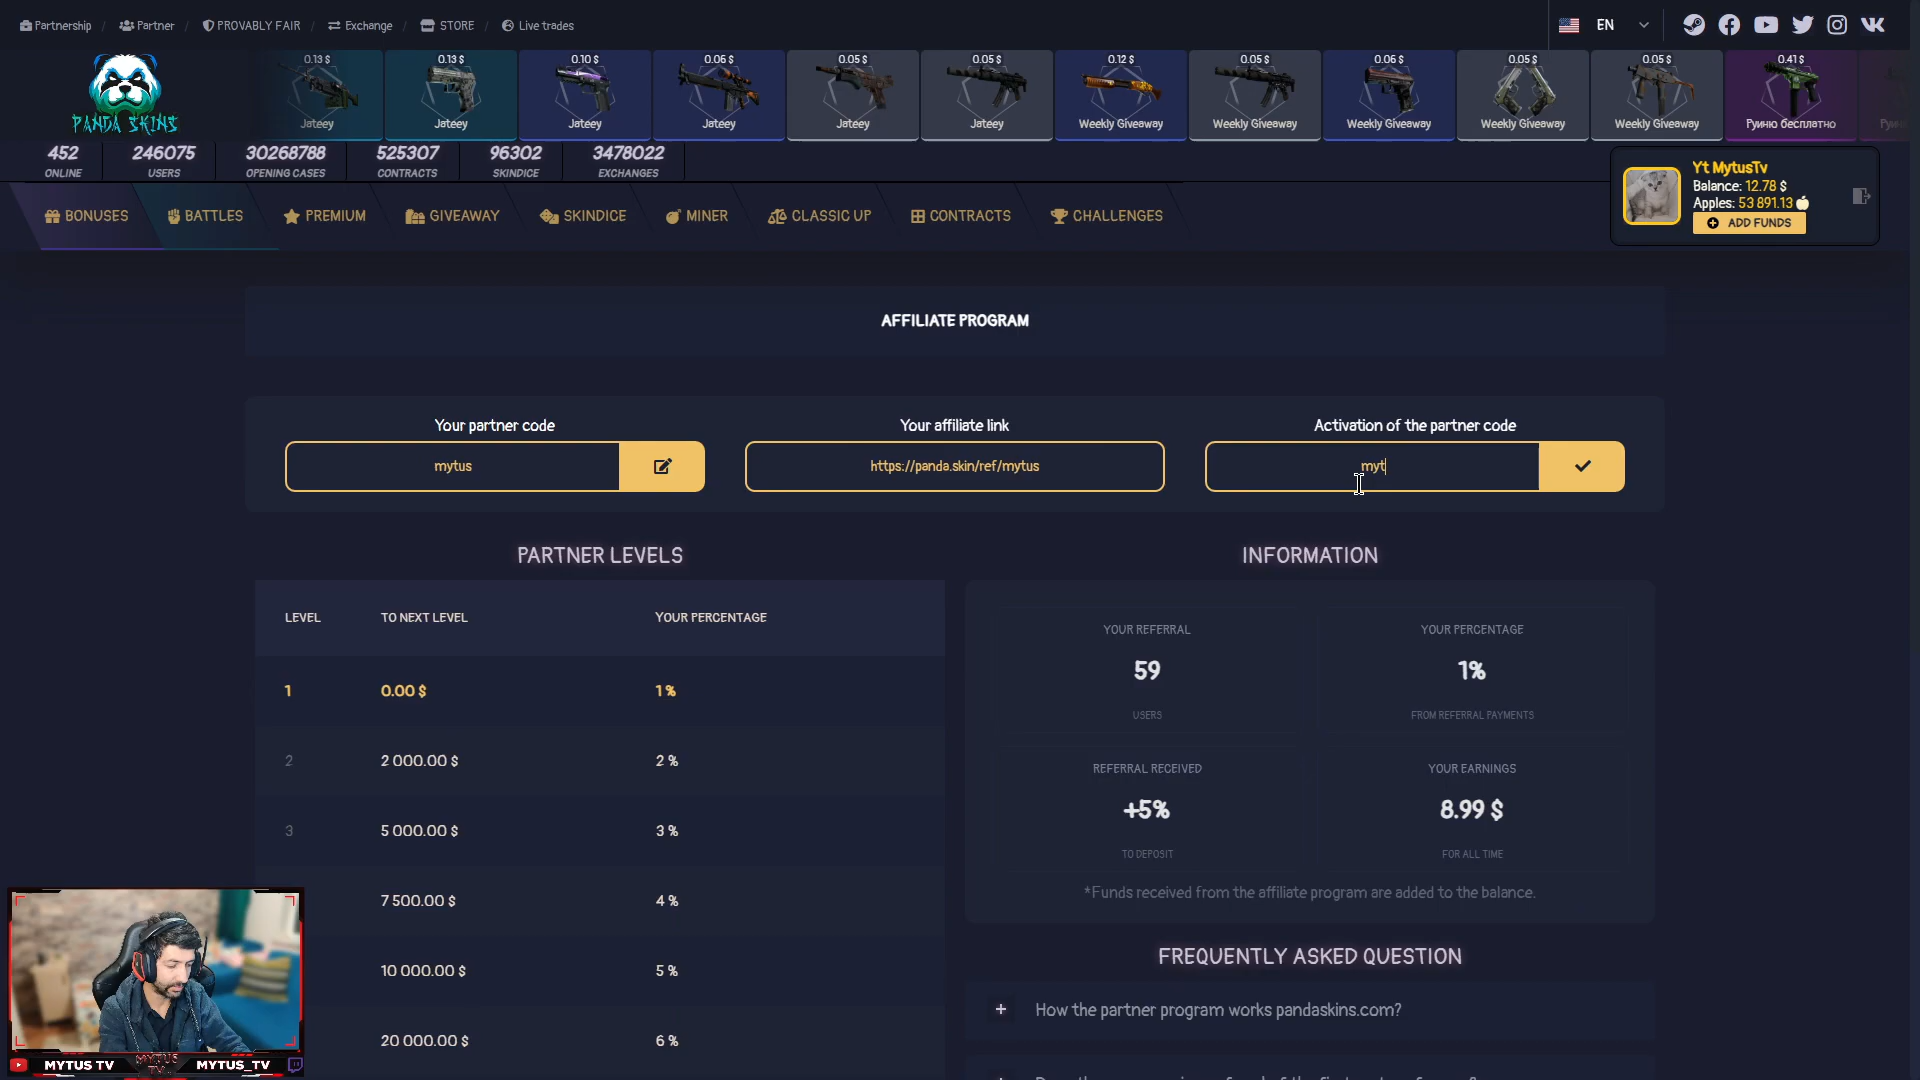 Partnership / Partner / PROVABLY FAIR / Exchange / STORE / Live trades
EN
0.13 $ 0.13 $ 0.10 $ 0.06 $ 0.05 $ 0.05 $ 0.12 $ 0.05 $ 0.06 $ 0.05 $ 0.05 $ 0.41 $
Jateey Jateey Jateey Jateey Jateey Jateey Weekly Giveaway Weekly Giveaway Weekly Giveaway Weekly Giveaway Weekly Giveaway Руиню бесплатно
PANDA SKINS
452 246075 30268788 525307 96302 3478022
ONLINE USERS OPENING CASES CONTRACTS SKINDICE EXCHANGES
Yt MytusTv
Balance: 12.78 $
Apples: 53 891.13
ADD FUNDS
BONUSES BATTLES PREMIUM GIVEAWAY SKINDICE MINER CLASSIC UP CONTRACTS CHALLENGES
AFFILIATE PROGRAM
Your partner code Your affiliate link Activation of the partner code
mytus https://panda.skin/ref/mytus myt
PARTNER LEVELS
LEVEL TO NEXT LEVEL YOUR PERCENTAGE
1 0.00 $ 1 %
2 2 000.00 $ 2 %
3 5 000.00 $ 3 %
7 500.00 $ 4 %
10 000.00 $ 5 %
20 000.00 $ 6 %
INFORMATION
YOUR REFERRAL YOUR PERCENTAGE
59 1%
USERS FROM REFERRAL PAYMENTS
REFERRAL RECEIVED YOUR EARNINGS
+5% 8.99 $
TO DEPOSIT FOR ALL TIME
*Funds received from the affiliate program are added to the balance.
FREQUENTLY ASKED QUESTION
+ How the partner program works pandaskins.com?
MYTUS TV MYTUS TV MYTUS_TV